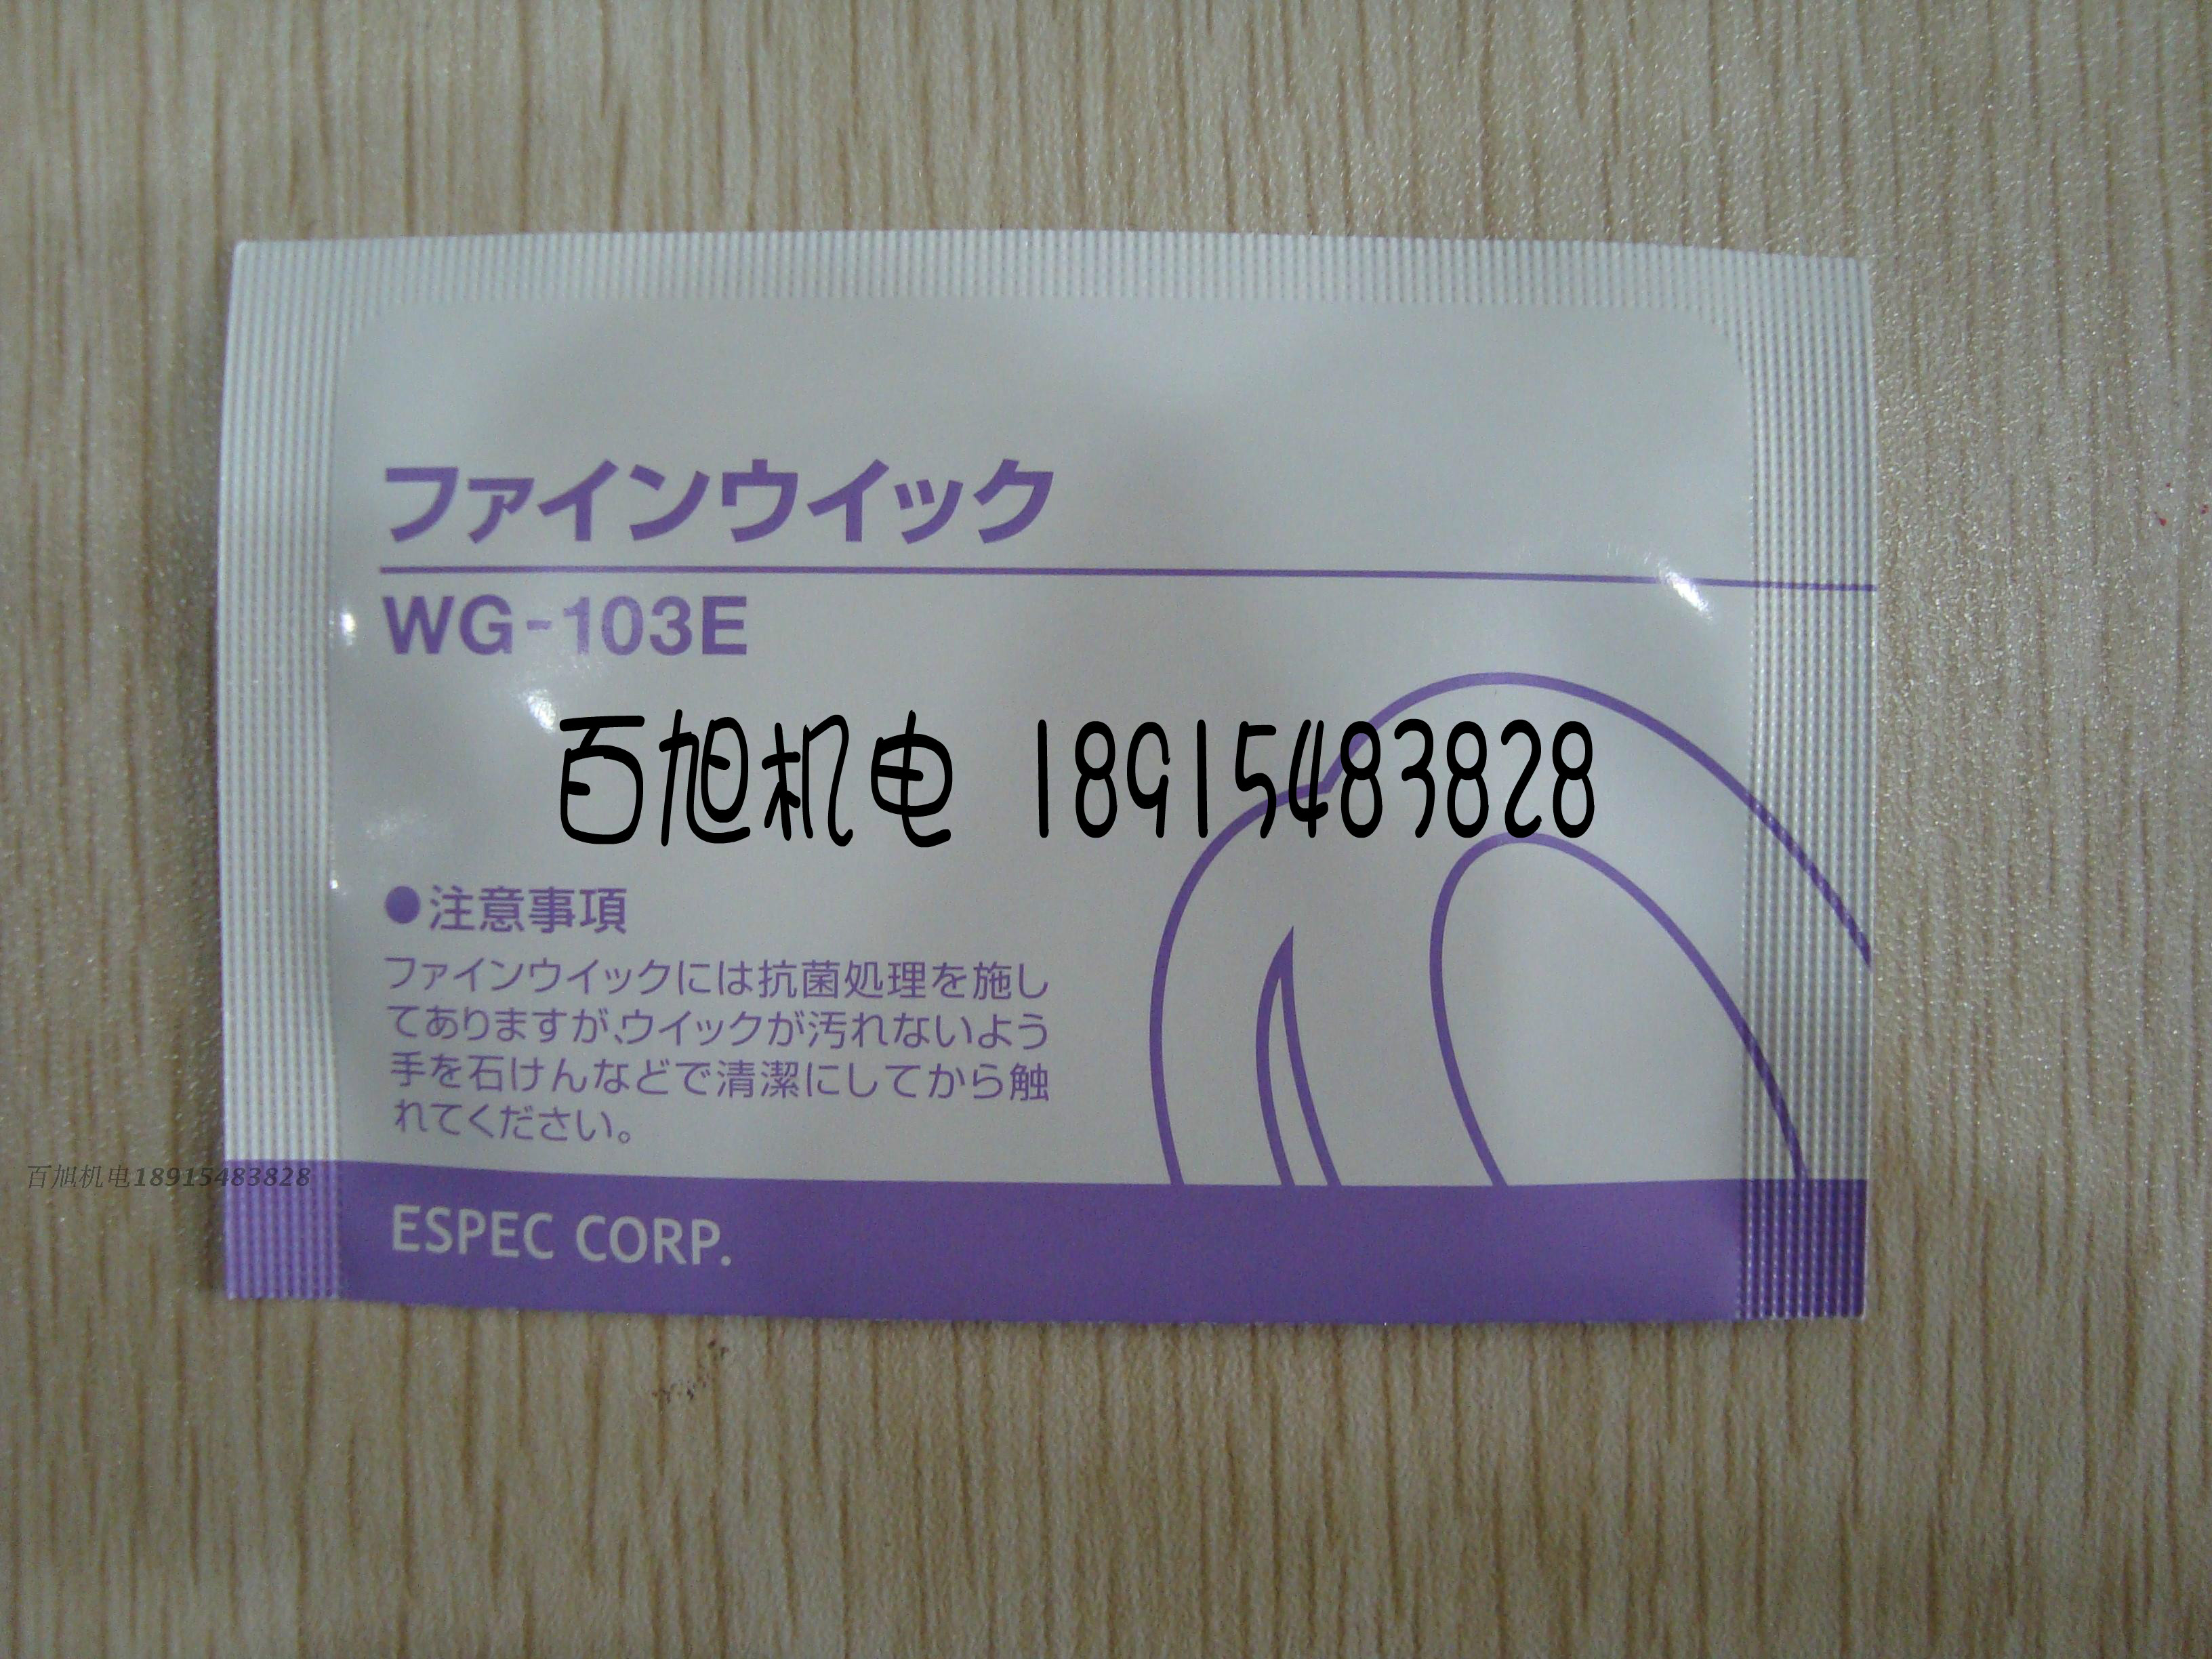 ファインウイック
WG-103E
百旭机电 18915483828
●注意事項
ファインウイックには抗菌処理を施し
てありますが、ウイックが汚れないよう
手を石けんなどで清潔にしてから触
れてください。
百旭机电18915483828
ESPEC CORP.